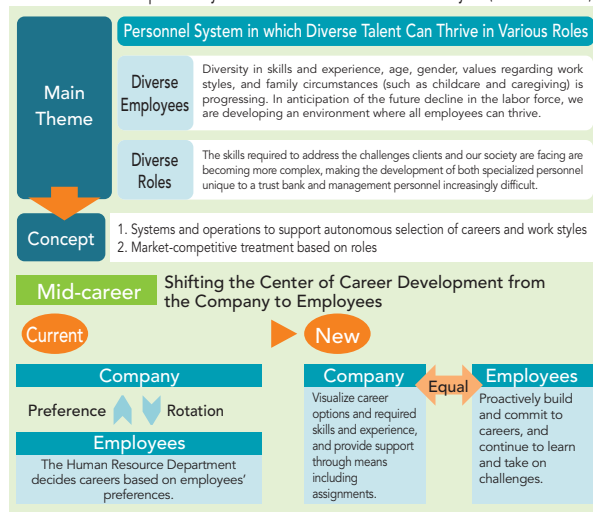 Personnel System in which Diverse Talent Can Thrive in Various Roles
Main
Theme
Diverse
Employees
Diversity in skills and experience, age, gender, values regarding work
styles, and family circumstances (such as childcare and caregiving) is
progressing. In anticipation of the future decline in the labor force, we
are developing an environment where all employees can thrive.
Diverse
Roles
The skills required to address the challenges clients and our society are facing are
becoming more complex, making the development of both specialized personnel
unique to a trust bank and management personnel increasingly difficult.
Concept
1. Systems and operations to support autonomous selection of careers and work styles
2. Market-competitive treatment based on roles
Mid-career
Shifting the Center of Career Development from
the Company to Employees
Current
New
Company
Preference
Rotation
Employees
The Human Resource Department
decides careers based on employees'
preferences.
Company
Visualize career
options and required
skills and experience,
and provide support
through means
including
assignments.
Equal
Employees
Proactively build
and commit to
careers, and
continue to learn
and take on
challenges.